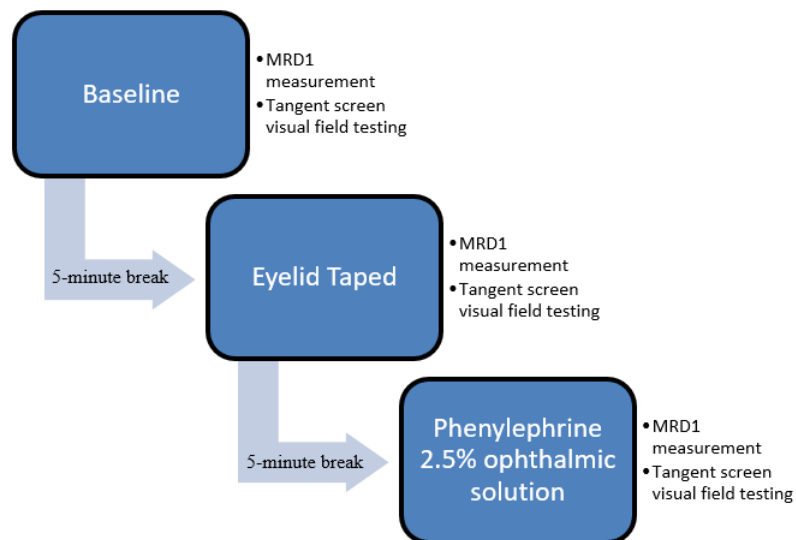 Baseline
•MRD1
measurement
•Tangent screen
visual field testing
5-minute break
Eyelid Taped
•MRD1
measurement
•Tangent screen
visual field testing
5-minute break
Phenylephrine
2.5% ophthalmic
solution
•MRD1
measurement
•Tangent screen
visual field testing